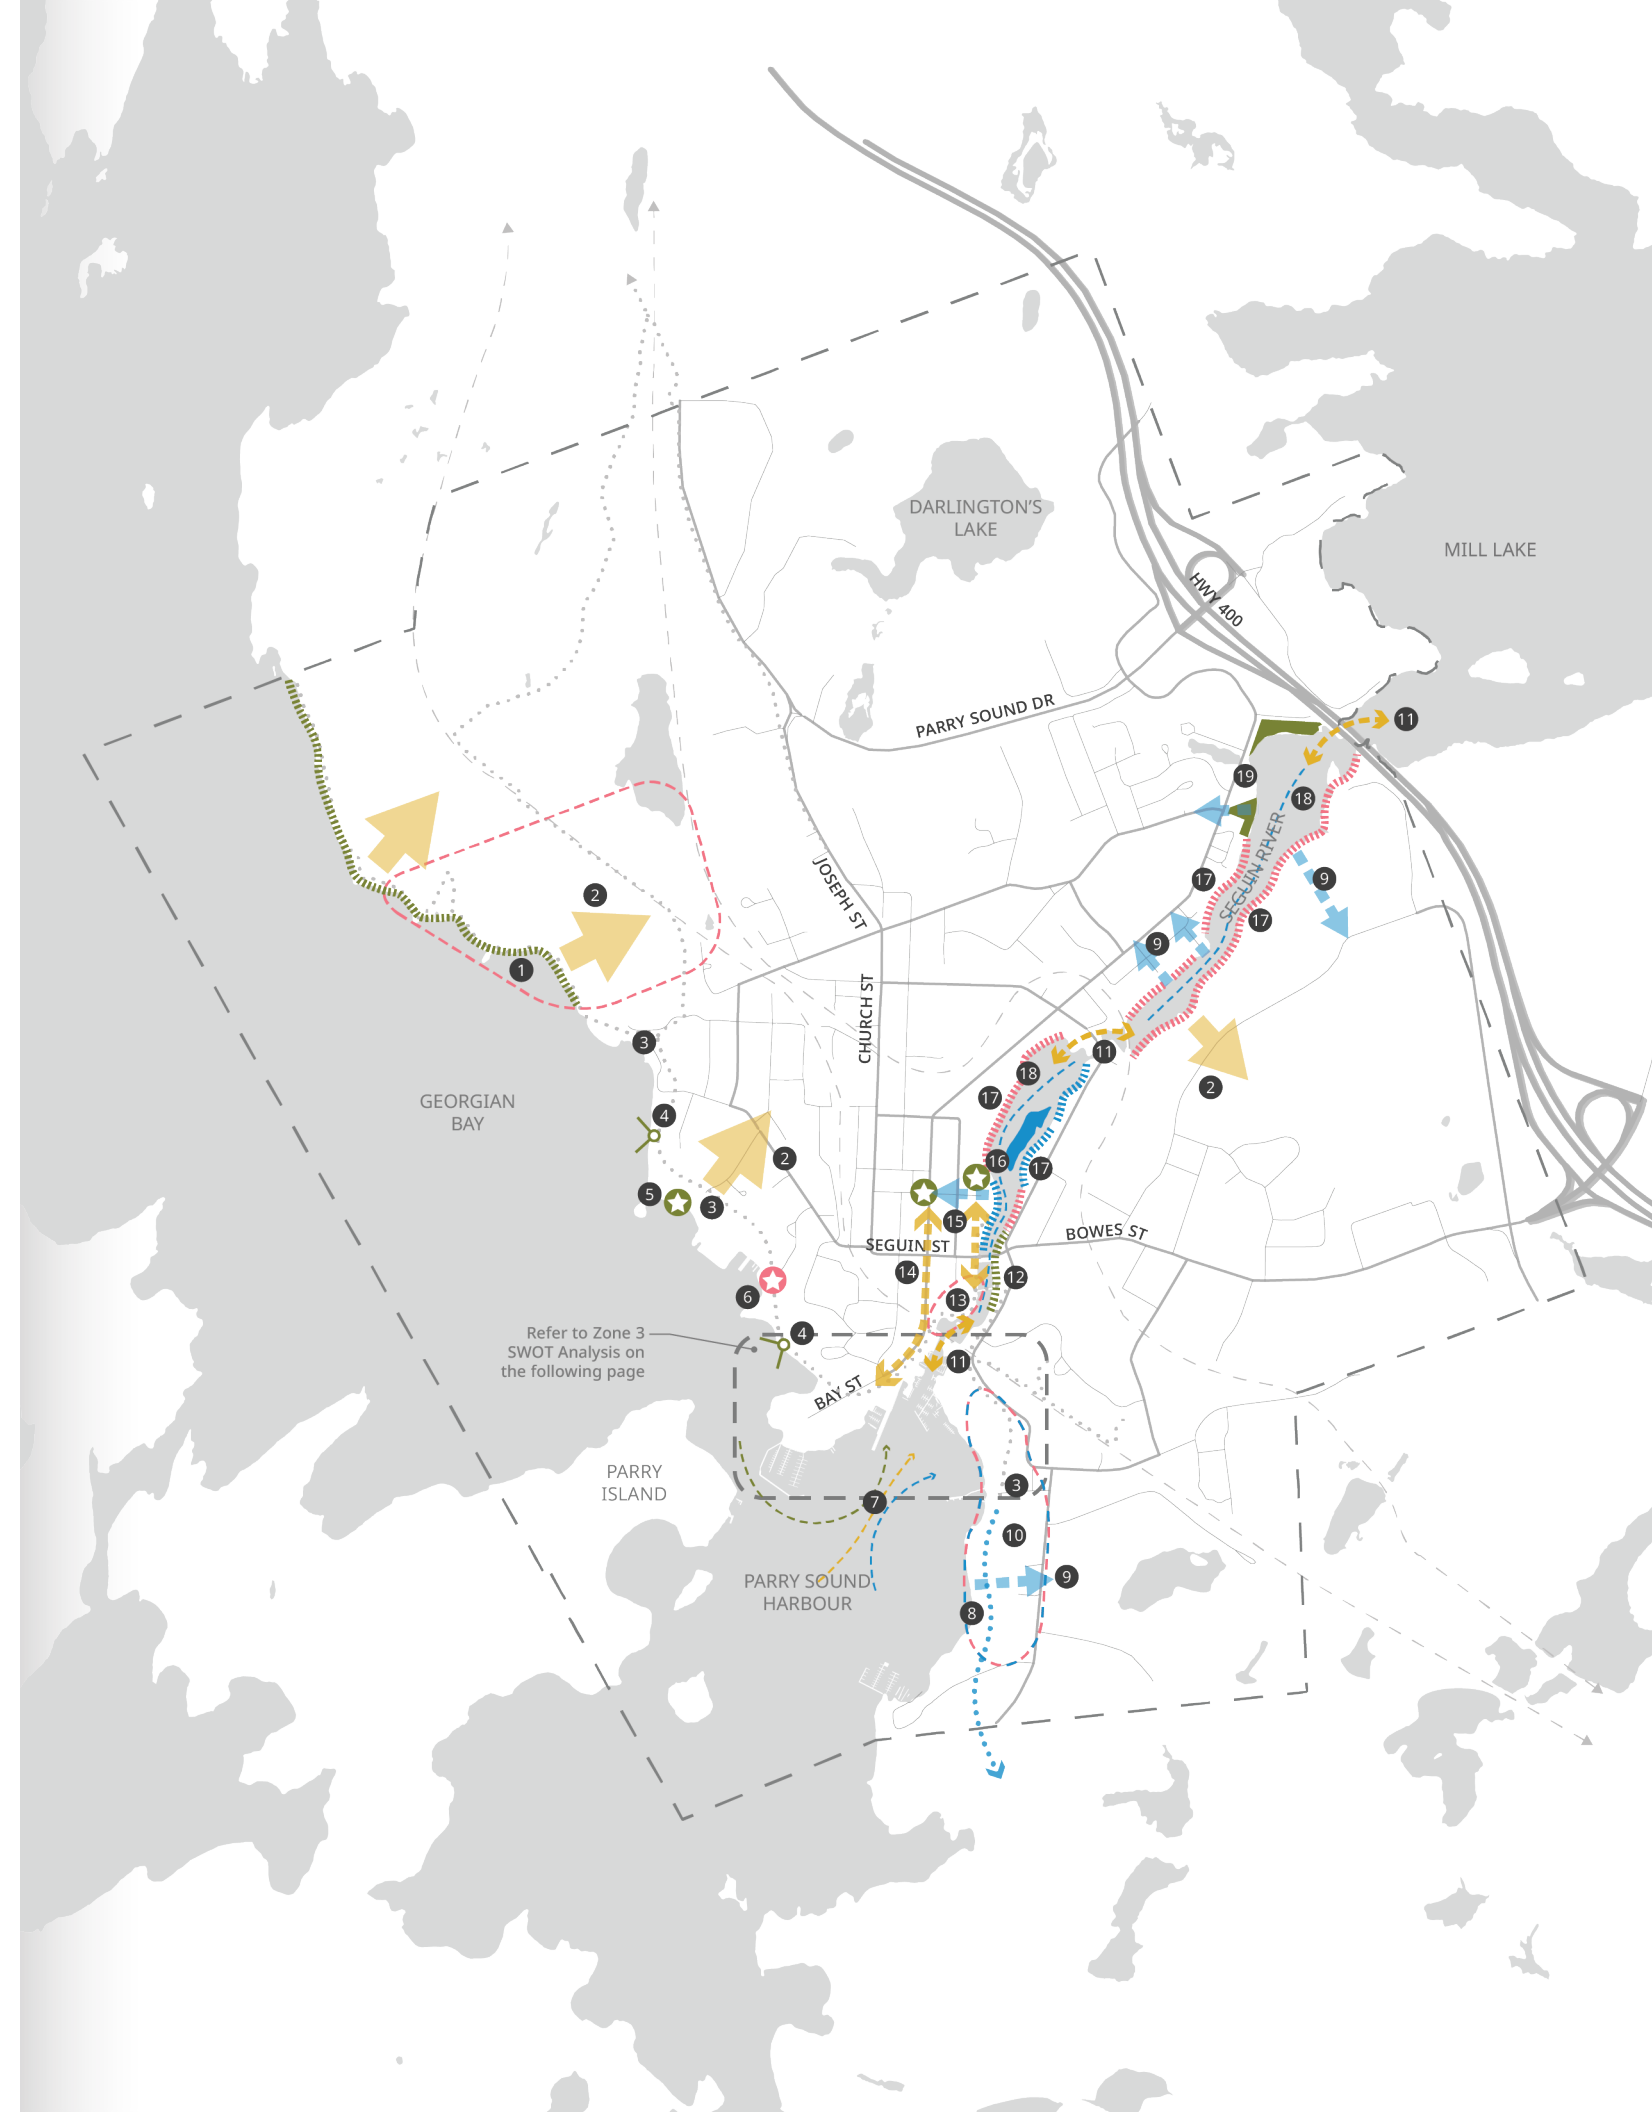 DARLINGTON'S
LAKE
MILL LAKE
HWY 400
PARRY SOUND DR
11
19
18
SEGUIN RIVER
JOSEPH ST
17
9
2
17
9
1
CHURCH ST
3
11
18
2
GEORGIAN
BAY
17
4
2
16
17
5
3
15
BOWES ST
SEGUIN ST
14
12
6
13
Refer to Zone 3
SWOT Analysis on
the following page
4
11
BAY ST
PARRY
ISLAND
3
7
10
PARRY SOUND
HARBOUR
9
8